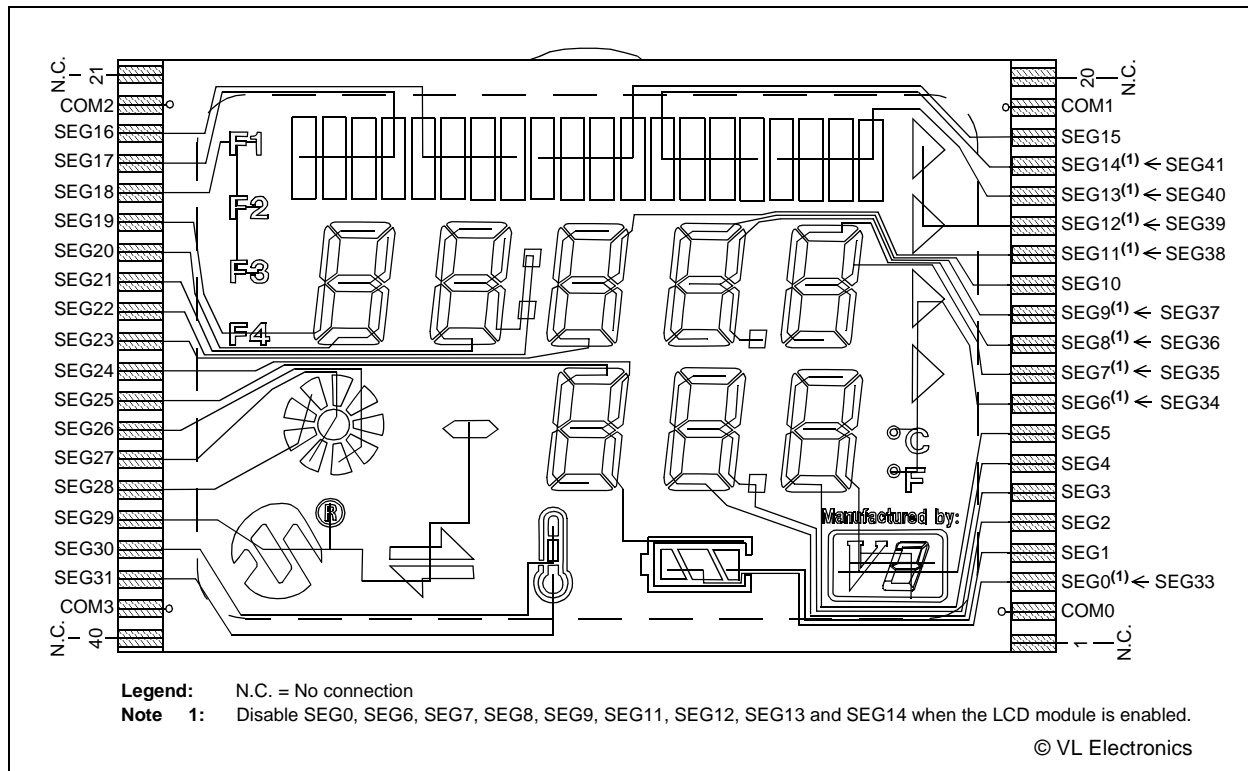 N.C. 21
COM2
SEG16
SEG17
SEG18
SEG19
SEG20
SEG21
SEG22
SEG23
SEG24
SEG25
SEG26
SEG27
SEG28
SEG29
SEG30
SEG31
COM3
N.C. 40
F1
F2
F3
F4
®
°C
°F
Manufactured by:
20 N.C.
COM1
SEG15
SEG14(1) ← SEG41
SEG13(1) ← SEG40
SEG12(1) ← SEG39
SEG11(1) ← SEG38
SEG10
SEG9(1) ← SEG37
SEG8(1) ← SEG36
SEG7(1) ← SEG35
SEG6(1) ← SEG34
SEG5
SEG4
SEG3
SEG2
SEG1
SEG0(1) ← SEG33
COM0
1 N.C.
Legend: N.C. = No connection
Note 1: Disable SEG0, SEG6, SEG7, SEG8, SEG9, SEG11, SEG12, SEG13 and SEG14 when the LCD module is enabled.
© VL Electronics